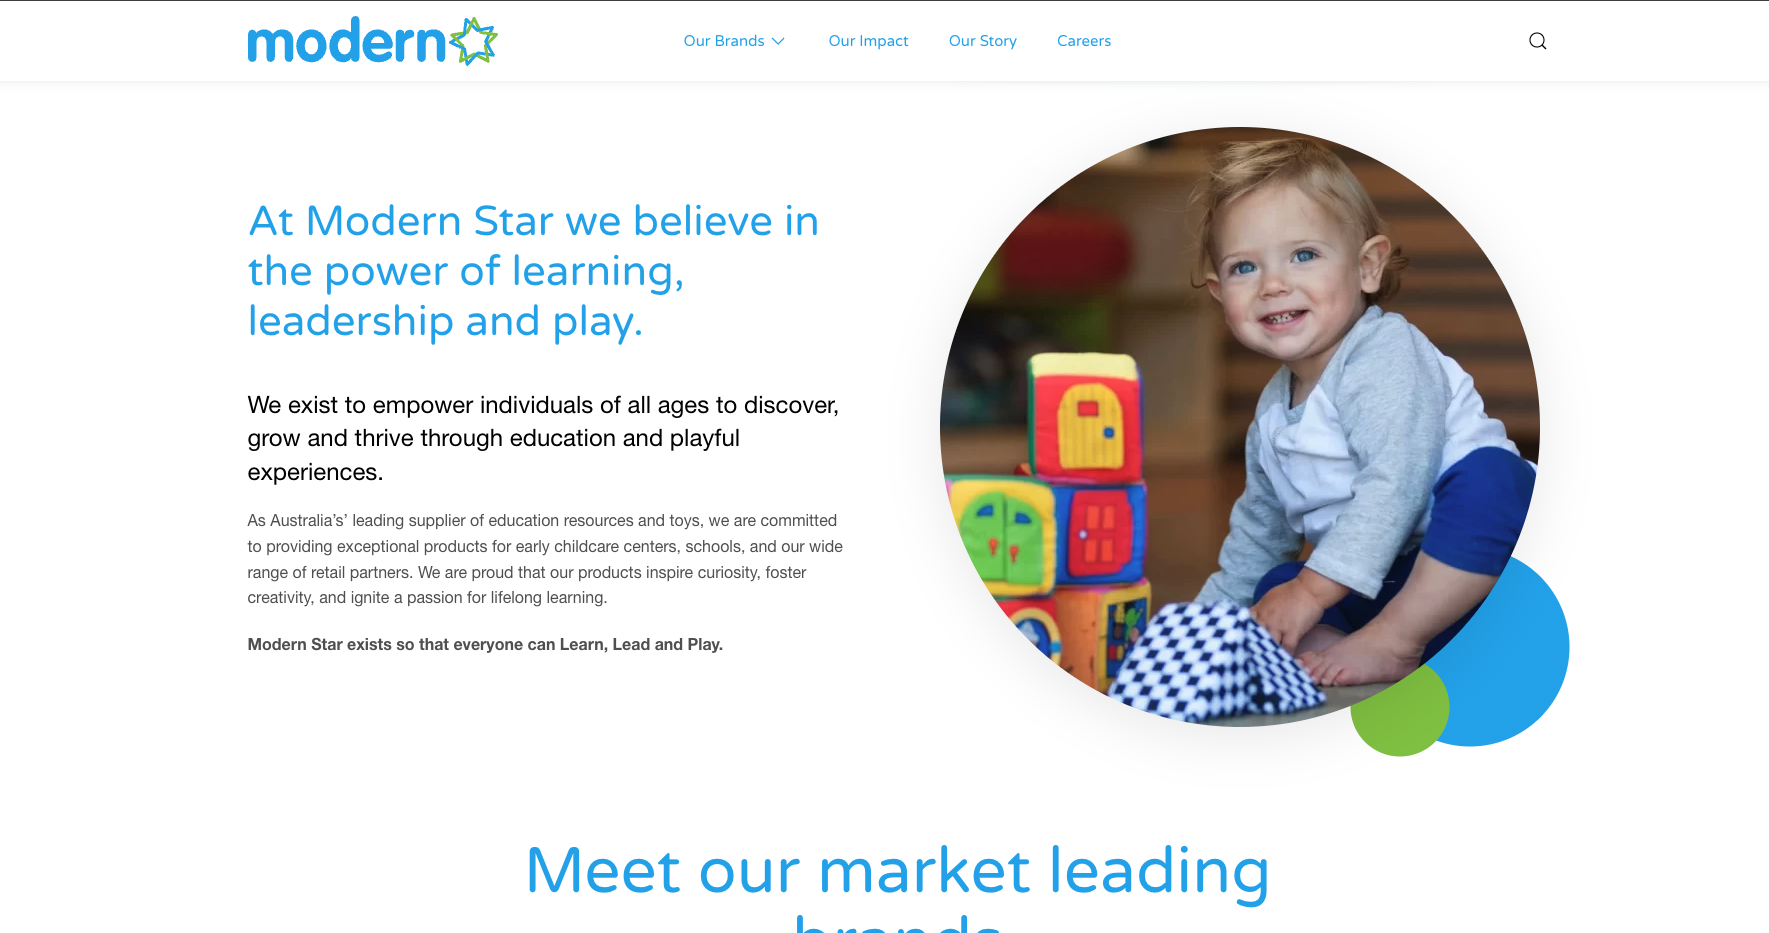 modern
Our Brands
Our Impact
Our Story
Careers
At Modern Star we believe in
the power of learning,
leadership and play.
We exist to empower individuals of all ages to discover,
grow and thrive through education and playful
experiences.
As Australia’s’ leading supplier of education resources and toys, we are committed
to providing exceptional products for early childcare centers, schools, and our wide
range of retail partners. We are proud that our products inspire curiosity, foster
creativity, and ignite a passion for lifelong learning.
Modern Star exists so that everyone can Learn, Lead and Play.
Meet our market leading
brands